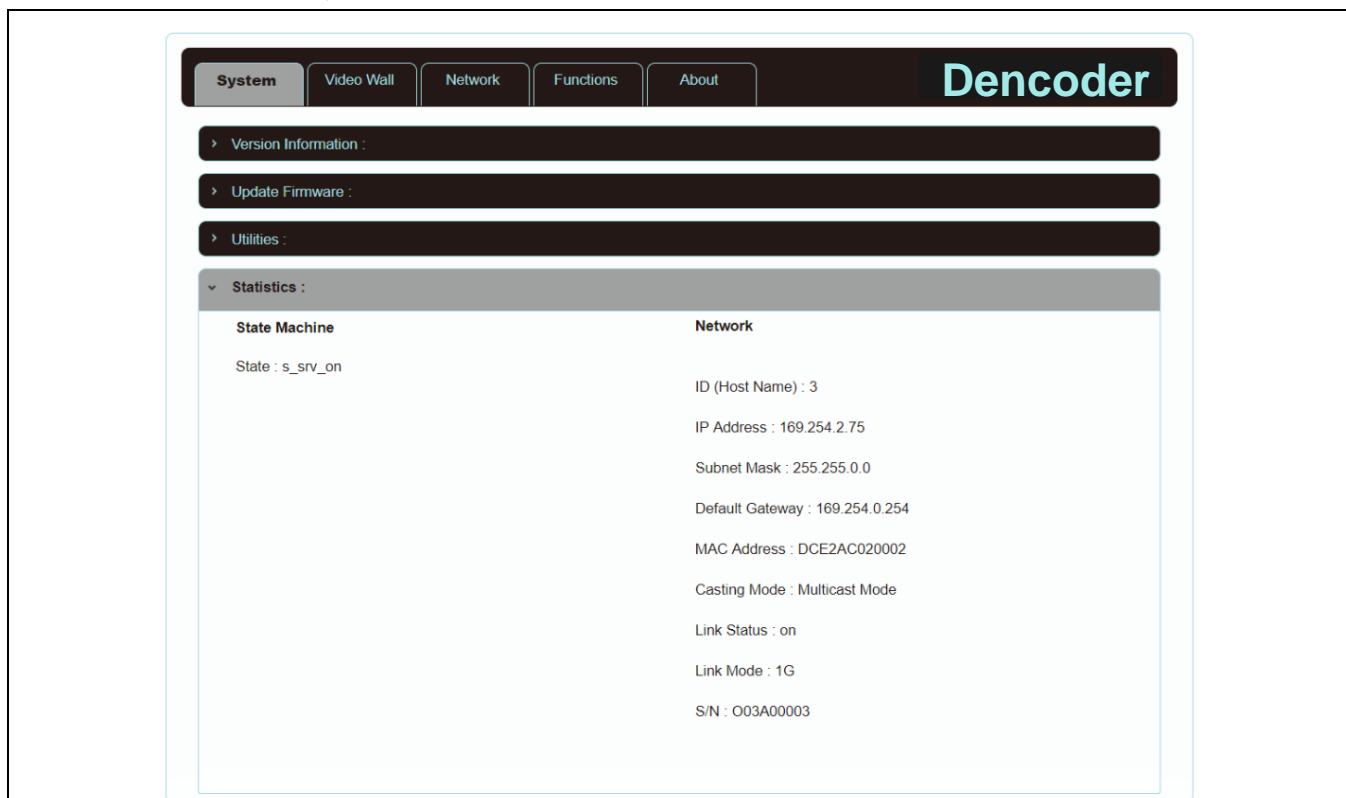 System Video Wall Network Functions About Dencoder
Version Information :
Update Firmware :
Utilities :
Statistics :
State Machine
State : s_srv_on
Network
ID (Host Name) : 3
IP Address : 169.254.2.75
Subnet Mask : 255.255.0.0
Default Gateway : 169.254.0.254
MAC Address : DCE2AC020002
Casting Mode : Multicast Mode
Link Status : on
Link Mode : 1G
S/N : O03A00003